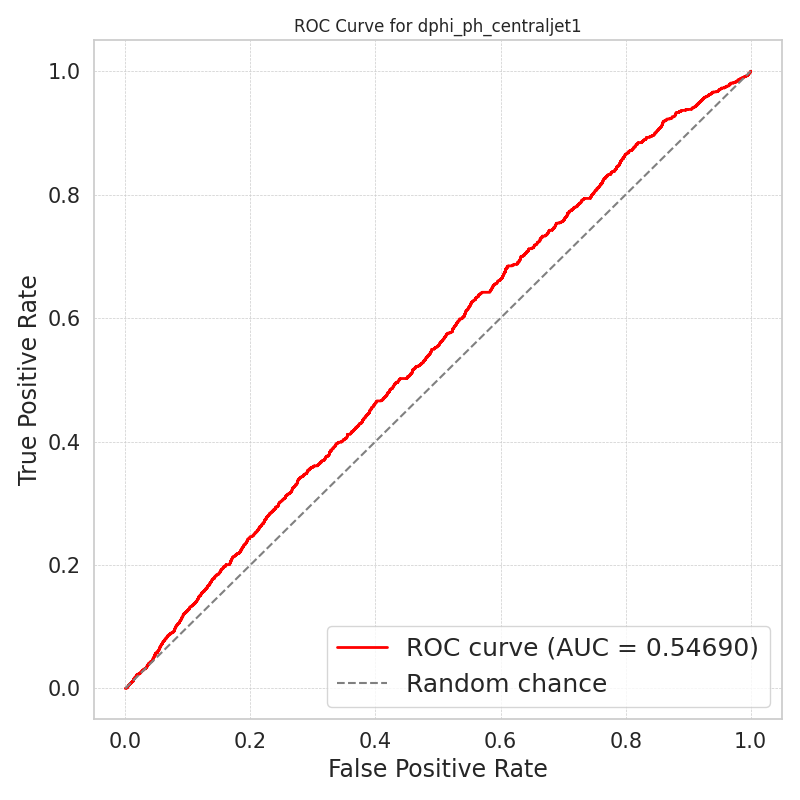 ROC Curve for dphi_ph_centraljet1
True Positive Rate
1.0
0.8
0.6
0.4
0.2
0.0
ROC curve (AUC = 0.54690)
Random chance
0.0 0.2 0.4 0.6 0.8 1.0
False Positive Rate